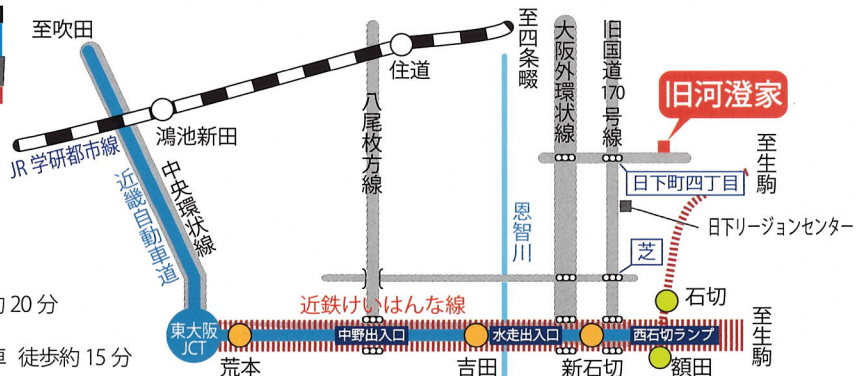 至吹田
至四条畷
大阪外環状線
旧国道170号線
住道
旧河澄家
鴻池新田
八尾枚方線
JR学研都市線
近畿自動車道
中央環状線
至生駒
日下町四丁目
日下リージョンセンター
恩智川
芝
石切
約20分
近鉄けいはんな線
東大阪
JCT
中野出入口
水走出入口
西石切ランプ
至生駒
徒歩約15分
荒本
吉田
新石切
額田